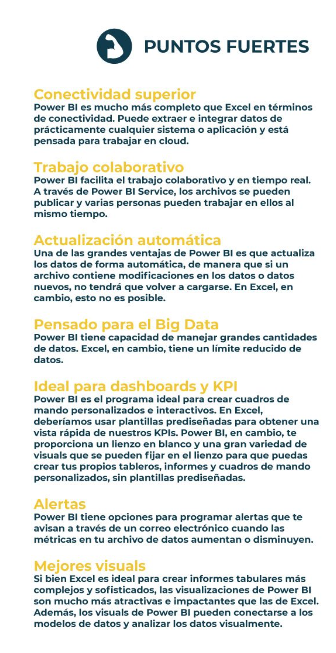 PUNTOS FUERTES
Conectividad superior
Power BI es mucho más completo que Excel en términos
de conectividad. Puede extraer e integrar datos de
prácticamente cualquier sistema o aplicación y está
pensada para trabajar en cloud.
Trabajo colaborativo
Power BI facilita el trabajo colaborativo y en tiempo real.
A través de Power BI Service, los archivos se pueden
publicar y varias personas pueden trabajar en ellos al
mismo tiempo.
Actualización automática
Una de las grandes ventajas de Power BI es que actualiza
los datos de forma automática, de manera que si un
archivo contiene modificaciones en los datos o datos
nuevos, no tendrá que volver a cargarse. En Excel, en
cambio, esto no es posible.
Pensado para el Big Data
Power BI tiene capacidad de manejar grandes cantidades
de datos. Excel, en cambio, tiene un límite reducido de
datos.
Ideal para dashboards y KPI
Power BI es el programa ideal para crear cuadros de
mando personalizados e interactivos. En Excel,
deberíamos usar plantillas prediseñadas para obtener una
vista rápida de nuestros KPIs. Power BI, en cambio, te
proporciona un lienzo en blanco y una gran variedad de
visuals que se pueden fijar en el lienzo para que puedas
crear tus propios tableros, informes y cuadros de mando
personalizados, sin plantillas prediseñadas.
Alertas
Power BI tiene opciones para programar alertas que te
avisan a través de un correo electrónico cuando las
métricas en tu archivo de datos aumentan o disminuyen.
Mejores visuals
Si bien Excel es ideal para crear informes tabulares más
complejos y sofisticados, las visualizaciones de Power BI
son mucho más atractivas e impactantes que las de Excel.
Además, los visuals de Power BI pueden conectarse a los
modelos de datos y analizar los datos visualmente.